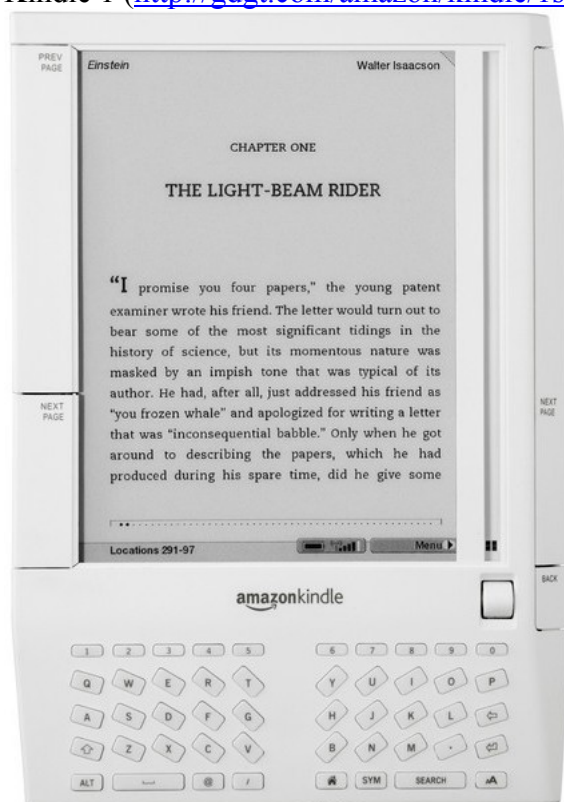 Kindle 1 (http://gdgt.com/amazon/kindle/1s
PREV
PAGE
Einstein Walter Isaacson
CHAPTER ONE
THE LIGHT-BEAM RIDER
“I promise you four papers,” the young patent
examiner wrote his friend. The letter would turn out to
bear some of the most significant tidings in the
history of science, but its momentous nature was
masked by an impish tone that was typical of its
author. He had, after all, just addressed his friend as
“you frozen whale” and apologized for writing a letter
that was “inconsequential babble.” Only when he got
around to describing the papers, which he had
produced during his spare time, did he give some
NEXT
PAGE
NEXT
PAGE
Locations 291-97 Menu
BACK
amazonkindle
1 2 3 4 5 6 7 8 9 0
Q W E R T Y U I O P
A S D F G H J K L
Z X C V B N M .
ALT @ / SYM SEARCH AA